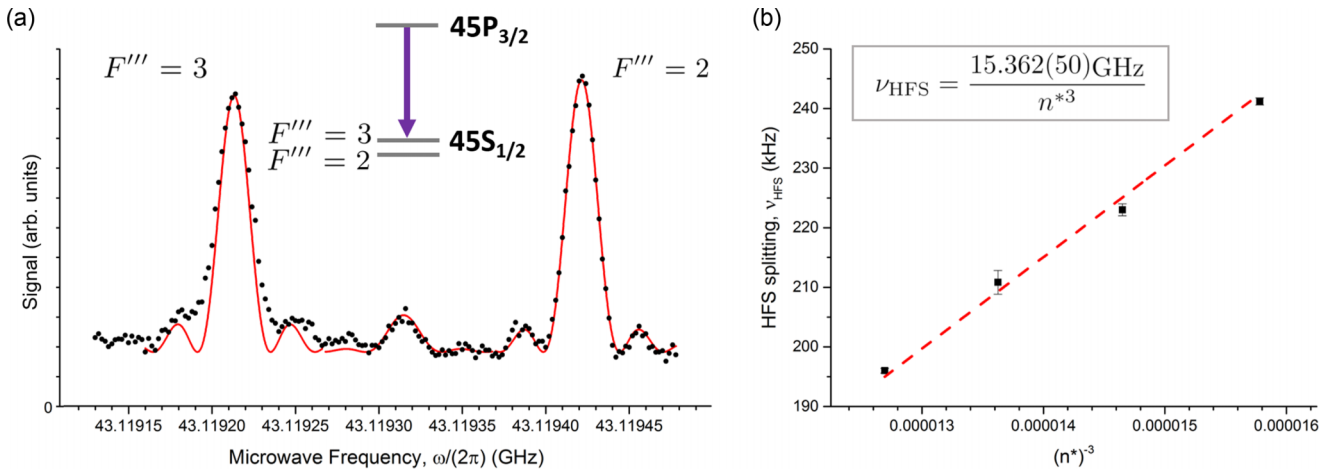 (a)
45P3/2
F′′′ = 3
F′′′ = 2
F′′′ = 3
45S1/2
F′′′ = 2
Signal (arb. units)
0
43.11915 43.11920 43.11925 43.11930 43.11935 43.11940 43.11945
Microwave Frequency, ω/(2π) (GHz)
(b)
νHFS = 15.362(50)GHz / n*3
HFS splitting, νHFS (kHz)
250
240
230
220
210
200
190
0.000013 0.000014 0.000015 0.000016
(n*)-3